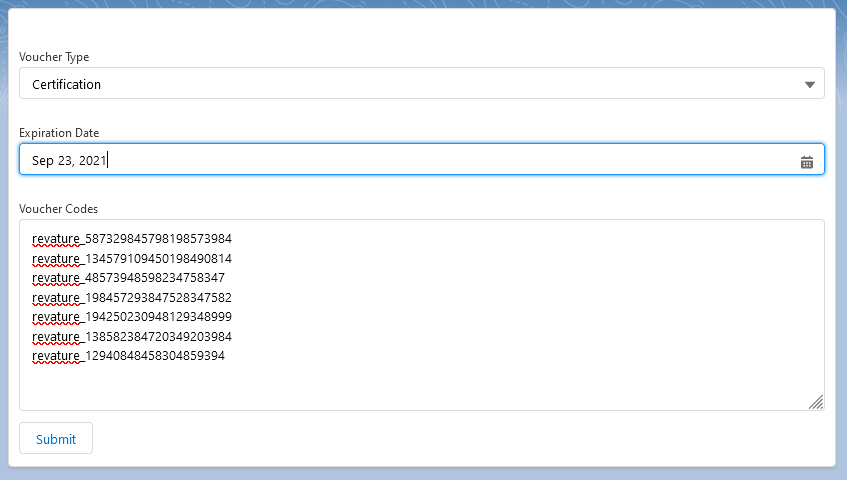 Voucher Type
Certification
Expiration Date
Sep 23, 2021
Voucher Codes
revature_587329845798198573984
revature_134579109450198490814
revature_48573948598234758347
revature_198457293847528347582
revature_194250230948129348999
revature_138582384720349203984
revature_12940848458304859394
Submit